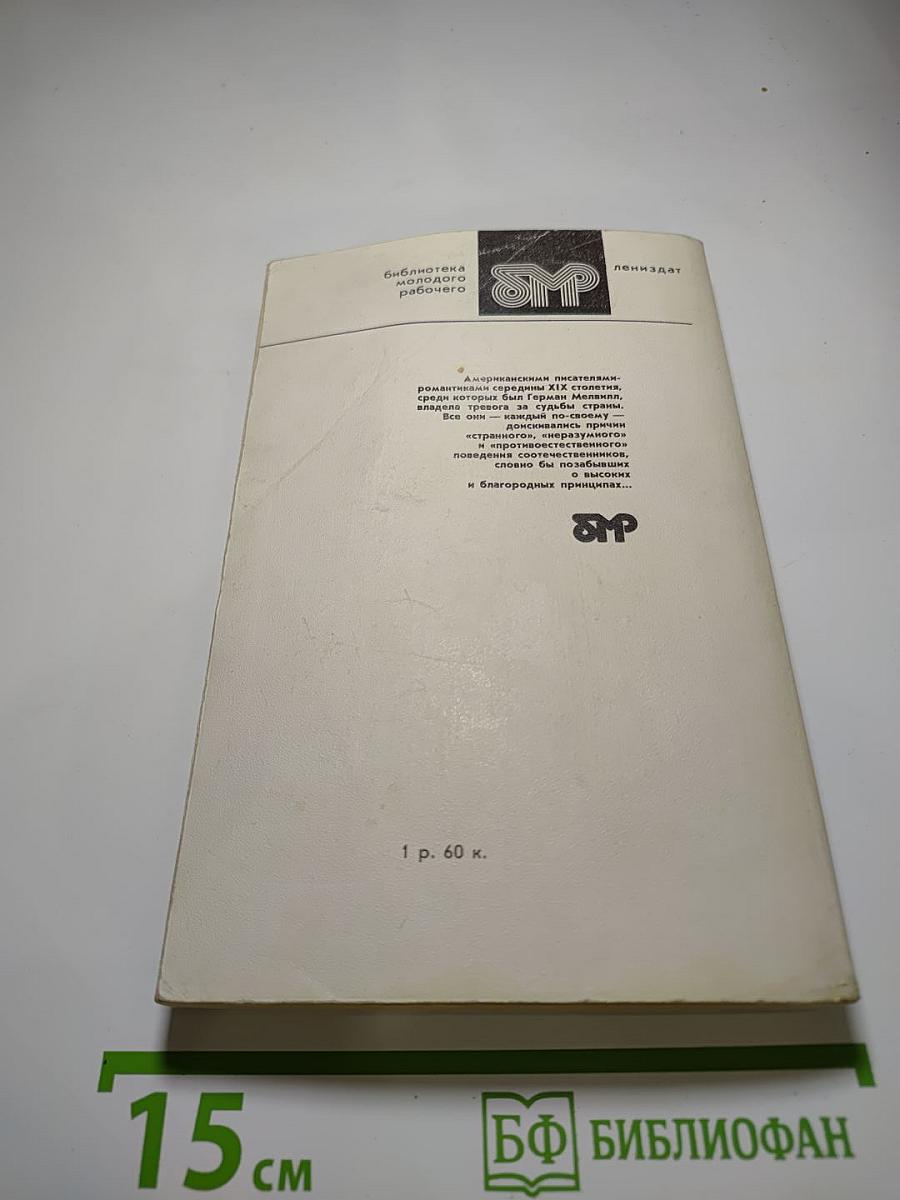 библиотека
молодого
рабочего
бмр
лениздат
Американскими писателями-
романтиками середины XIX столетия,
среди которых был Герман Мелвилл,
владела тревога за судьбы страны.
Все они — каждый по-своему —
доискивались причин
«странного», «неразумного»
и «противоестественного»
поведения соотечественников,
словно бы позабывших
о высоких
и благородных принципах...
бмр
1 р. 60 к.
15 см
БФ БИБЛИОФАН